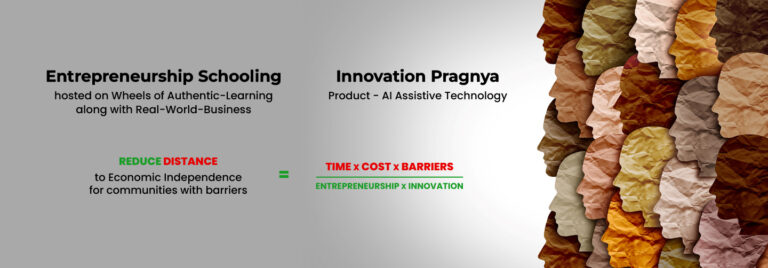 Entrepreneurship Schooling
hosted on Wheels of Authentic-Learning
along with Real-World-Business
Innovation Pragnya
Product - AI Assistive Technology
REDUCE DISTANCE
to Economic Independence
for communities with barriers
=
TIME x COST x BARRIERS
ENTREPRENEURSHIP x INNOVATION